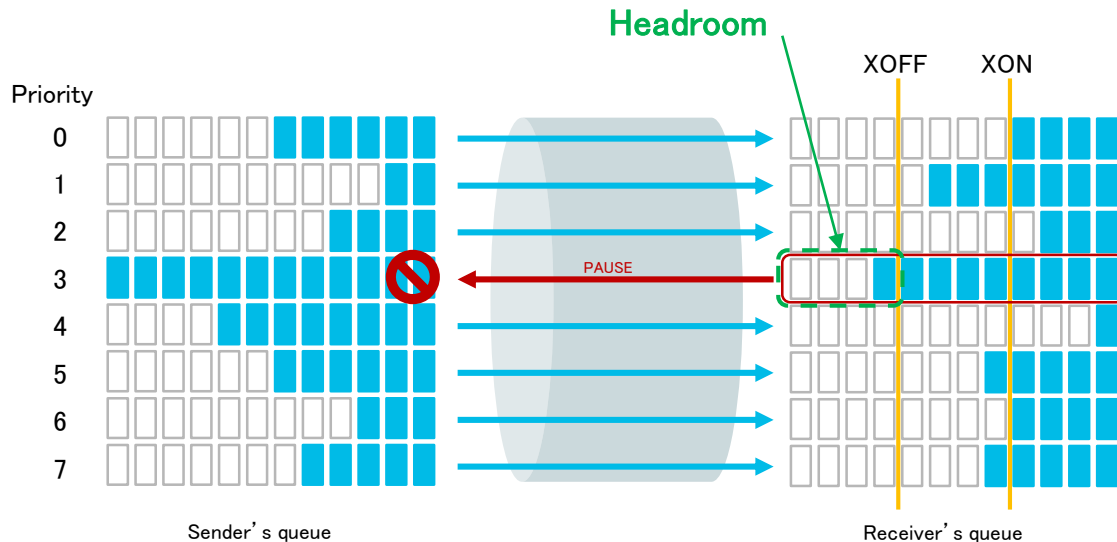 Headroom
XOFF
XON
Priority
0
1
2
3
PAUSE
4
5
6
7
Sender’s queue
Receiver’s queue